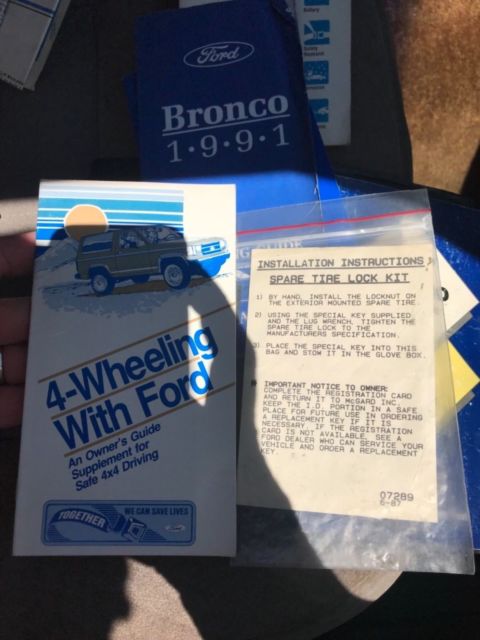 Battery
Ford
Bronco
1·9·9·1
4-Wheeling
With Ford
An Owner's Guide
Supplement for
Safe 4x4 Driving
TOGETHER
WE CAN SAVE LIVES
Ford
GUIDE
INSTALLATION INSTRUCTIONS
SPARE TIRE LOCK KIT
1) BY HAND, INSTALL THE LOCKNUT ON
THE EXTERIOR MOUNTED SPARE TIRE.
2) USING THE SPECIAL KEY SUPPLIED
AND THE LUG WRENCH, TIGHTEN THE
SPARE TIRE LOCK TO THE
MANUFACTURERS SPECIFICATION.
3) PLACE THE SPECIAL KEY INTO THIS
BAG AND STOW IT IN THE GLOVE BOX.
IMPORTANT NOTICE TO OWNER:
COMPLETE THE REGISTRATION CARD
AND RETURN IT TO McGARD INC.
KEEP THE I.D. PORTION IN A SAFE
PLACE FOR FUTURE USE IN ORDERING
A REPLACEMENT KEY IF IT IS
NECESSARY. IF THE REGISTRATION
CARD IS NOT AVAILABLE, SEE A
FORD DEALER WHO CAN SERVICE YOUR
VEHICLE AND ORDER A REPLACEMENT
KEY.
07289
6-87